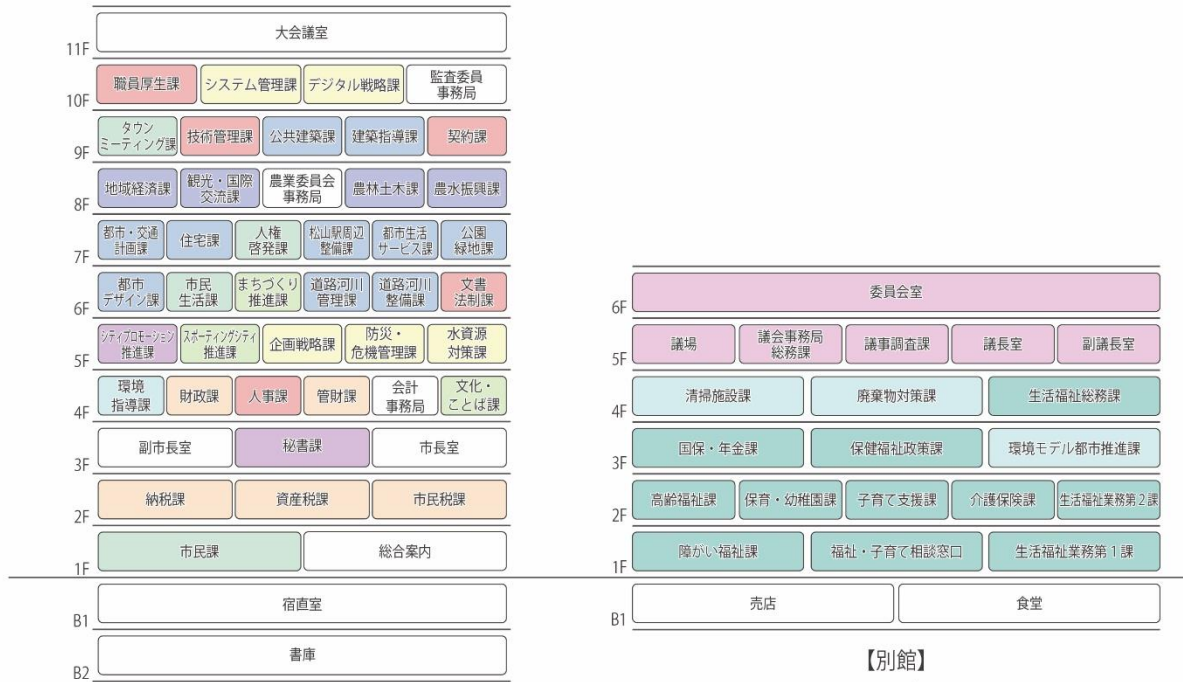 11F
大会議室
10F
職員厚生課
システム管理課
デジタル戦略課
監査委員
事務局
9F
タウン
ミーティング課
技術管理課
公共建築課
建築指導課
契約課
8F
地域経済課
観光・国際
交流課
農業委員会
事務局
農林土木課
農水振興課
7F
都市・交通
計画課
住宅課
人権
啓発課
松山駅周辺
整備課
都市生活
サービス課
公園
緑地課
6F
都市
デザイン課
市民
生活課
まちづくり
推進課
道路河川
管理課
道路河川
整備課
文書
法制課
5F
シティプロモーション
推進課
スポーティングシティ
推進課
企画戦略課
防災・
危機管理課
水資源
対策課
4F
環境
指導課
財政課
人事課
管財課
会計
事務局
文化・
ことば課
3F
副市長室
秘書課
市長室
2F
納税課
資産税課
市民税課
1F
市民課
総合案内
B1
宿直室
B2
書庫
6F
委員会室
5F
議場
議会事務局
総務課
議事調査課
議長室
副議長室
4F
清掃施設課
廃棄物対策課
生活福祉総務課
3F
国保・年金課
保健福祉政策課
環境モデル都市推進課
2F
高齢福祉課
保育・幼稚園課
子育て支援課
介護保険課
生活福祉業務第2課
1F
障がい福祉課
福祉・子育て相談窓口
生活福祉業務第1課
B1
売店
食堂
【別館】